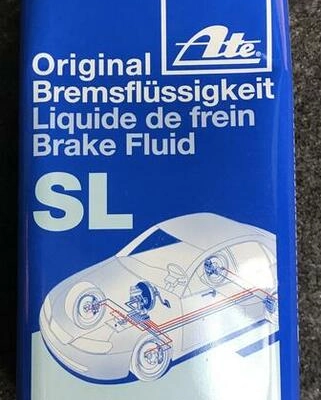 Ate
Original
Bremsflüssigkeit
Liquide de frein
Brake Fluid
SL